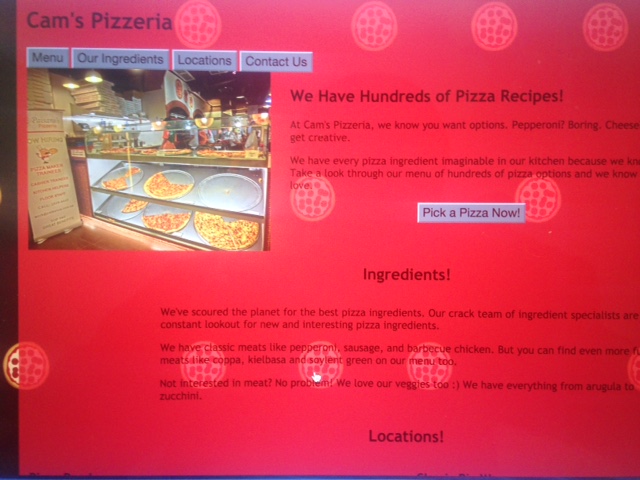 Cam's Pizzeria
Menu Our Ingredients Locations Contact Us
We Have Hundreds of Pizza Recipes!
At Cam's Pizzeria, we know you want options. Pepperoni? Boring. Cheese
get creative.
We have every pizza ingredient imaginable in our kitchen because we kn
Take a look through our menu of hundreds of pizza options and we know
love.
Pick a Pizza Now!
Ingredients!
We've scoured the planet for the best pizza ingredients. Our crack team of ingredient specialists are
constant lookout for new and interesting pizza ingredients.
We have classic meats like pepperoni, sausage, and barbecue chicken. But you can find even more f
meats like coppa, kielbasa and soylent green on our menu too.
Not interested in meat? No problem! We love our veggies too :) We have everything from arugula to
zucchini.
Locations!